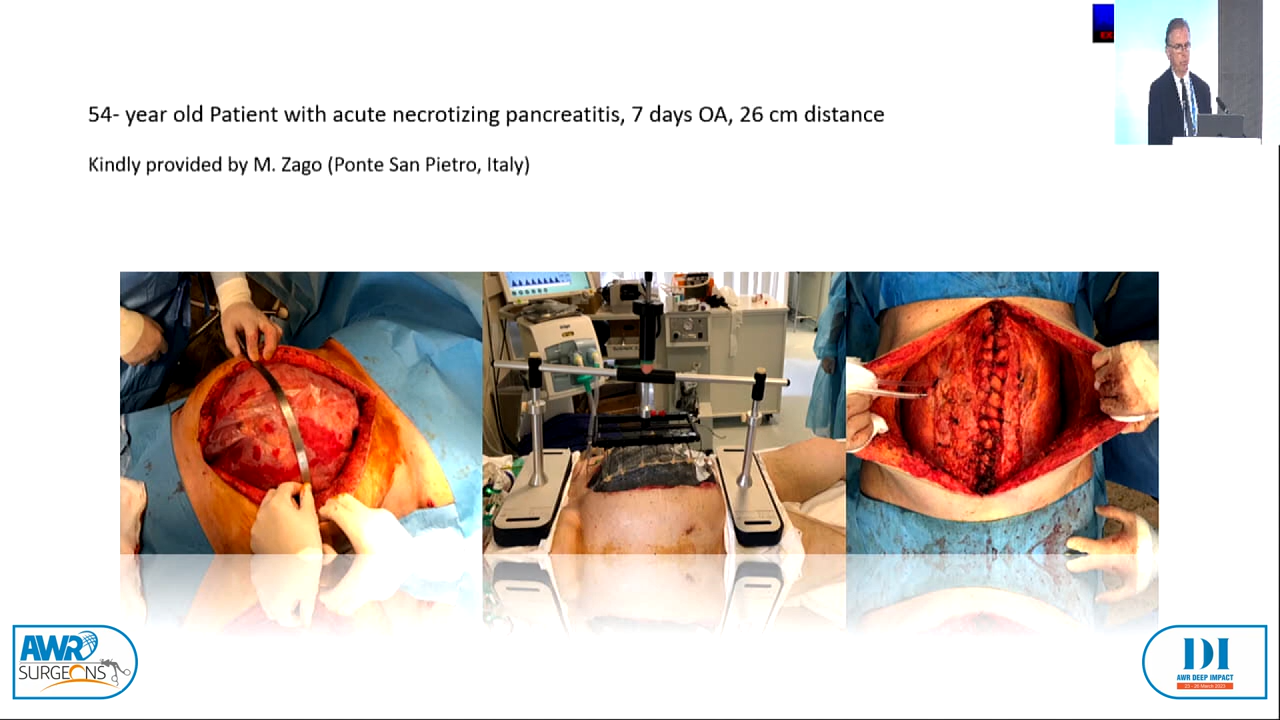 54- year old Patient with acute necrotizing pancreatitis, 7 days OA, 26 cm distance
Kindly provided by M. Zago (Ponte San Pietro, Italy)
AWR
SURGEONS
DI
AWR DEEP IMPACT